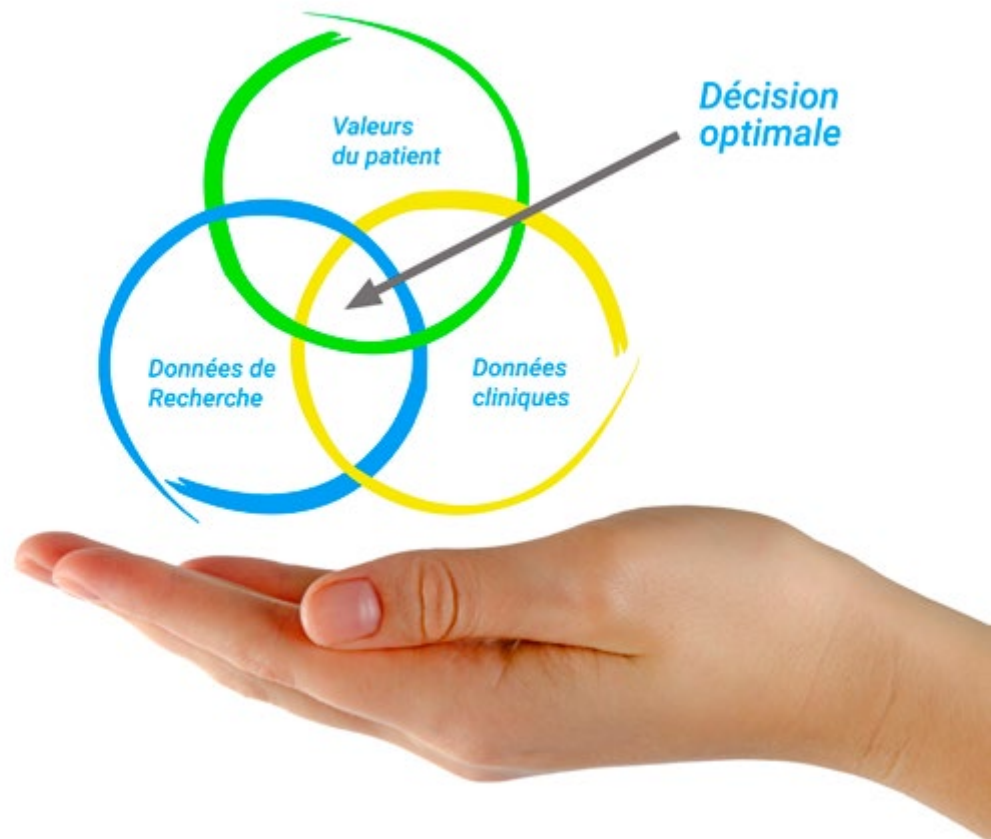 Valeurs
du patient
Décision
optimale
Données de
Recherche
Données
cliniques